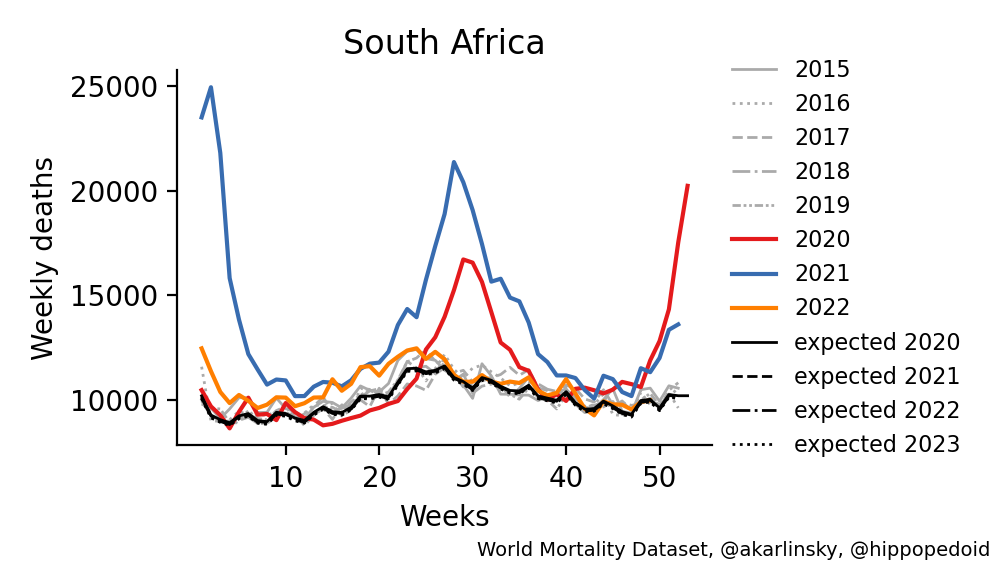 South Africa
25000
20000
15000
10000
Weekly deaths
10
20
30
40
50
Weeks
2015
2016
2017
2018
2019
2020
2021
2022
expected 2020
expected 2021
expected 2022
expected 2023
World Mortality Dataset, @akarlinsky, @hippopedoid